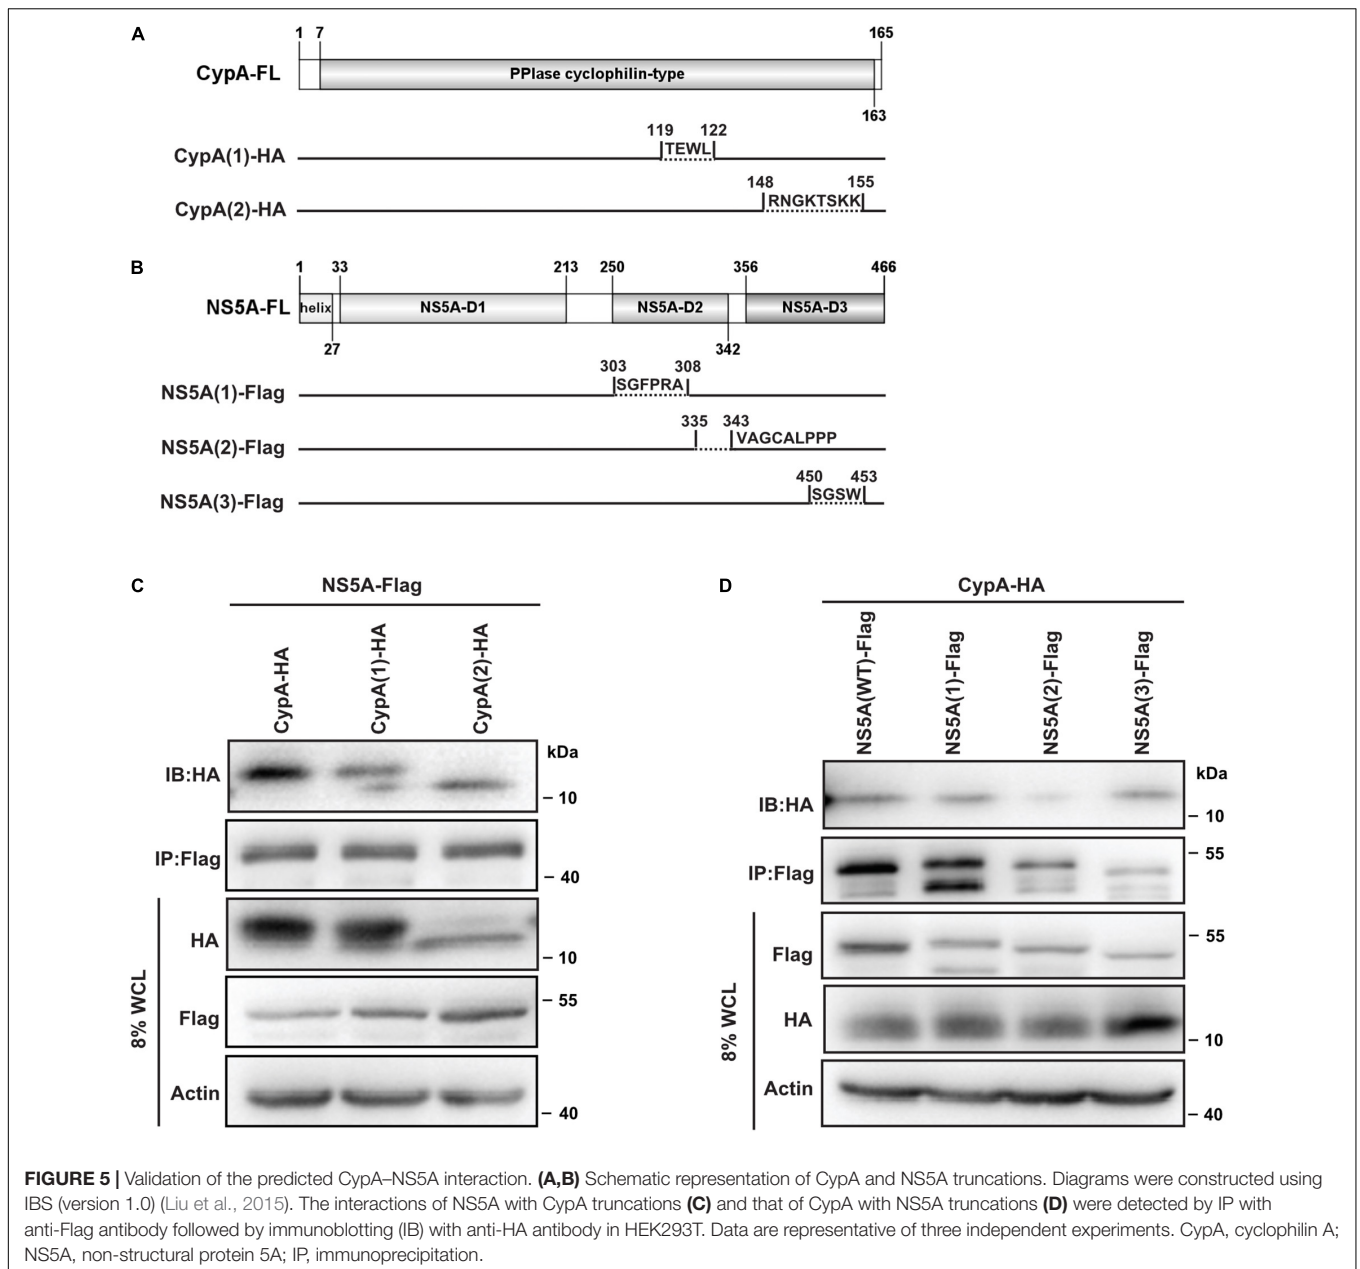 A
1 7 165
CypA-FL
PPIase cyclophilin-type
163
119 122
CypA(1)-HA
TEWL
148 155
CypA(2)-HA
RNGKTSKK
B
1 33 213 250 356 466
NS5A-FL
helix
NS5A-D1
NS5A-D2
NS5A-D3
27 342
303 308
NS5A(1)-Flag
SGFPRA
335 343
NS5A(2)-Flag
VAGCALPPP
450 453
NS5A(3)-Flag
SGSW
C
NS5A-Flag
CypA-HA
CypA(1)-HA
CypA(2)-HA
kDa
IB:HA
10
IP:Flag
40
8% WCL
HA
10
Flag
55
Actin
40
D
CypA-HA
NS5A(WT)-Flag
NS5A(1)-Flag
NS5A(2)-Flag
NS5A(3)-Flag
kDa
IB:HA
10
IP:Flag
55
8% WCL
Flag
55
HA
10
Actin
40
FIGURE 5 | Validation of the predicted CypA–NS5A interaction. (A,B) Schematic representation of CypA and NS5A truncations. Diagrams were constructed using
IBS (version 1.0) (Liu et al., 2015). The interactions of NS5A with CypA truncations (C) and that of CypA with NS5A truncations (D) were detected by IP with
anti-Flag antibody followed by immunoblotting (IB) with anti-HA antibody in HEK293T. Data are representative of three independent experiments. CypA, cyclophilin A;
NS5A, non-structural protein 5A; IP, immunoprecipitation.